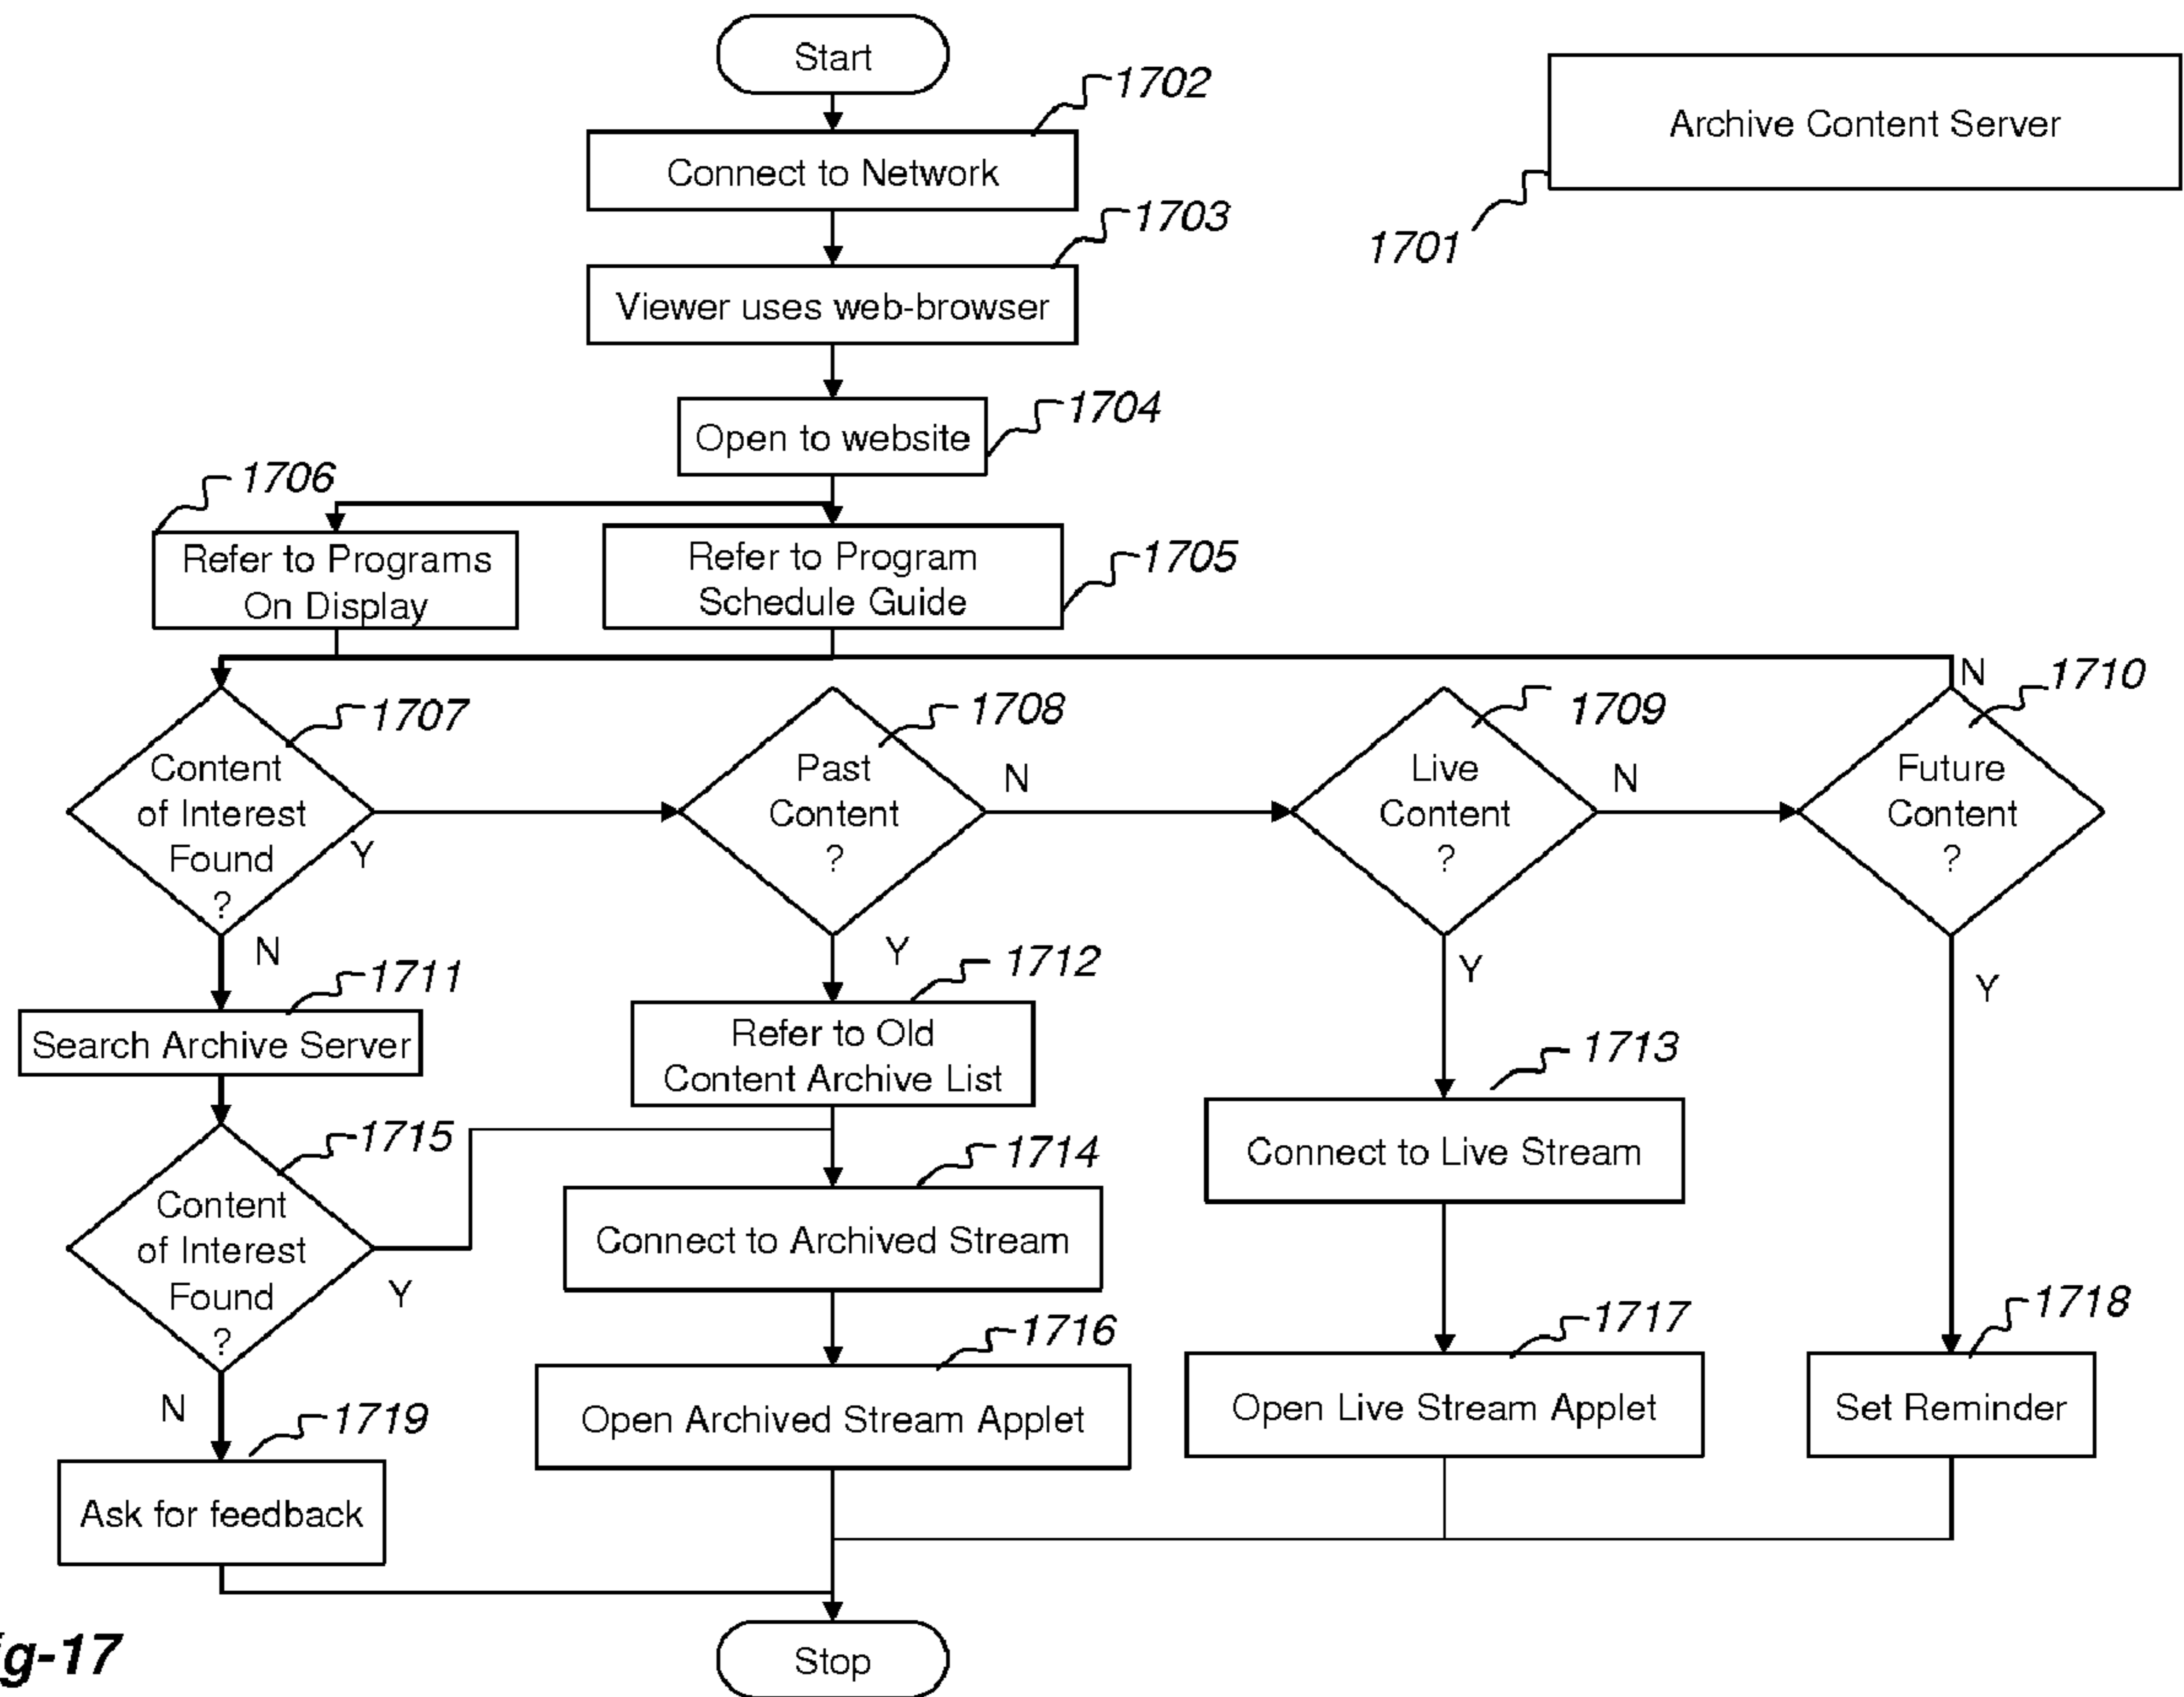 Start
1702
Archive Content Server
Connect to Network
1703
1701
Viewer uses web-browser
1704
Open to website
1706
Refer to Programs
On Display
Refer to Program
Schedule Guide
1705
1707
Content
of Interest
Found
?
Y
N
1708
Past
Content
?
N
Y
1709
Live
Content
?
N
Y
N
1710
Future
Content
?
Y
1711
Search Archive Server
1712
Refer to Old
Content Archive List
1713
Connect to Live Stream
1715
Content
of Interest
Found
?
Y
N
1714
Connect to Archived Stream
1716
Open Archived Stream Applet
1717
Open Live Stream Applet
1718
Set Reminder
1719
Ask for feedback
g-17
Stop